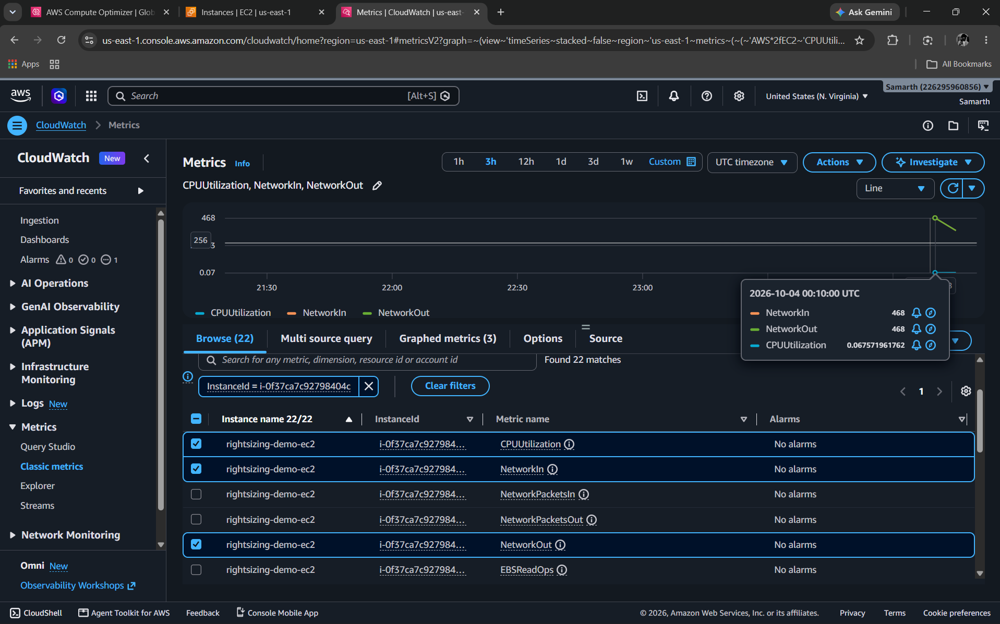 AWS Compute Optimizer | Glob
Instances | EC2 | us-east-1
Metrics | CloudWatch | us-east-
Ask Gemini
us-east-1.console.aws.amazon.com/cloudwatch/home?region=us-east-1#metricsV2?graph=~(view~'timeSeries~stacked~false~region~'us-east-1~metrics~(~(~'AWS*2fEC2~'CPUUtili...
Apps
All Bookmarks
aws
Search
[Alt+S]
United States (N. Virginia)
Samarth (226295960856)
Samarth
CloudWatch
Metrics
CloudWatch
New
Favorites and recents
Ingestion
Dashboards
Alarms 0 0 1
AI Operations
GenAI Observability
Application Signals
(APM)
Infrastructure
Monitoring
Logs New
Metrics
Query Studio
Classic metrics
Explorer
Streams
Network Monitoring
Omni New
Observability Workshops
Metrics Info
1h 3h 12h 1d 3d 1w Custom
UTC timezone
Actions
Investigate
CPUUtilization, NetworkIn, NetworkOut
Line
468
256
3
0.07
21:30 22:00 22:30 23:00
CPUUtilization NetworkIn NetworkOut
2026-10-04 00:10:00 UTC
NetworkIn 468
NetworkOut 468
CPUUtilization 0.067571961762
Browse (22) Multi source query Graphed metrics (3) Options Source
Search for any metric, dimension, resource id or account id
Found 22 matches
InstanceId = i-0f37ca7c92798404c
Clear filters
1
Instance name 22/22 InstanceId Metric name Alarms
rightsizing-demo-ec2 i-0f37ca7c927984... CPUUtilization No alarms
rightsizing-demo-ec2 i-0f37ca7c927984... NetworkIn No alarms
rightsizing-demo-ec2 i-0f37ca7c927984... NetworkPacketsIn No alarms
rightsizing-demo-ec2 i-0f37ca7c927984... NetworkPacketsOut No alarms
rightsizing-demo-ec2 i-0f37ca7c927984... NetworkOut No alarms
rightsizing-demo-ec2 i-0f37ca7c927984... EBSReadOps No alarms
CloudShell
Agent Toolkit for AWS
Feedback
Console Mobile App
© 2026, Amazon Web Services, Inc. or its affiliates.
Privacy
Terms
Cookie preferences